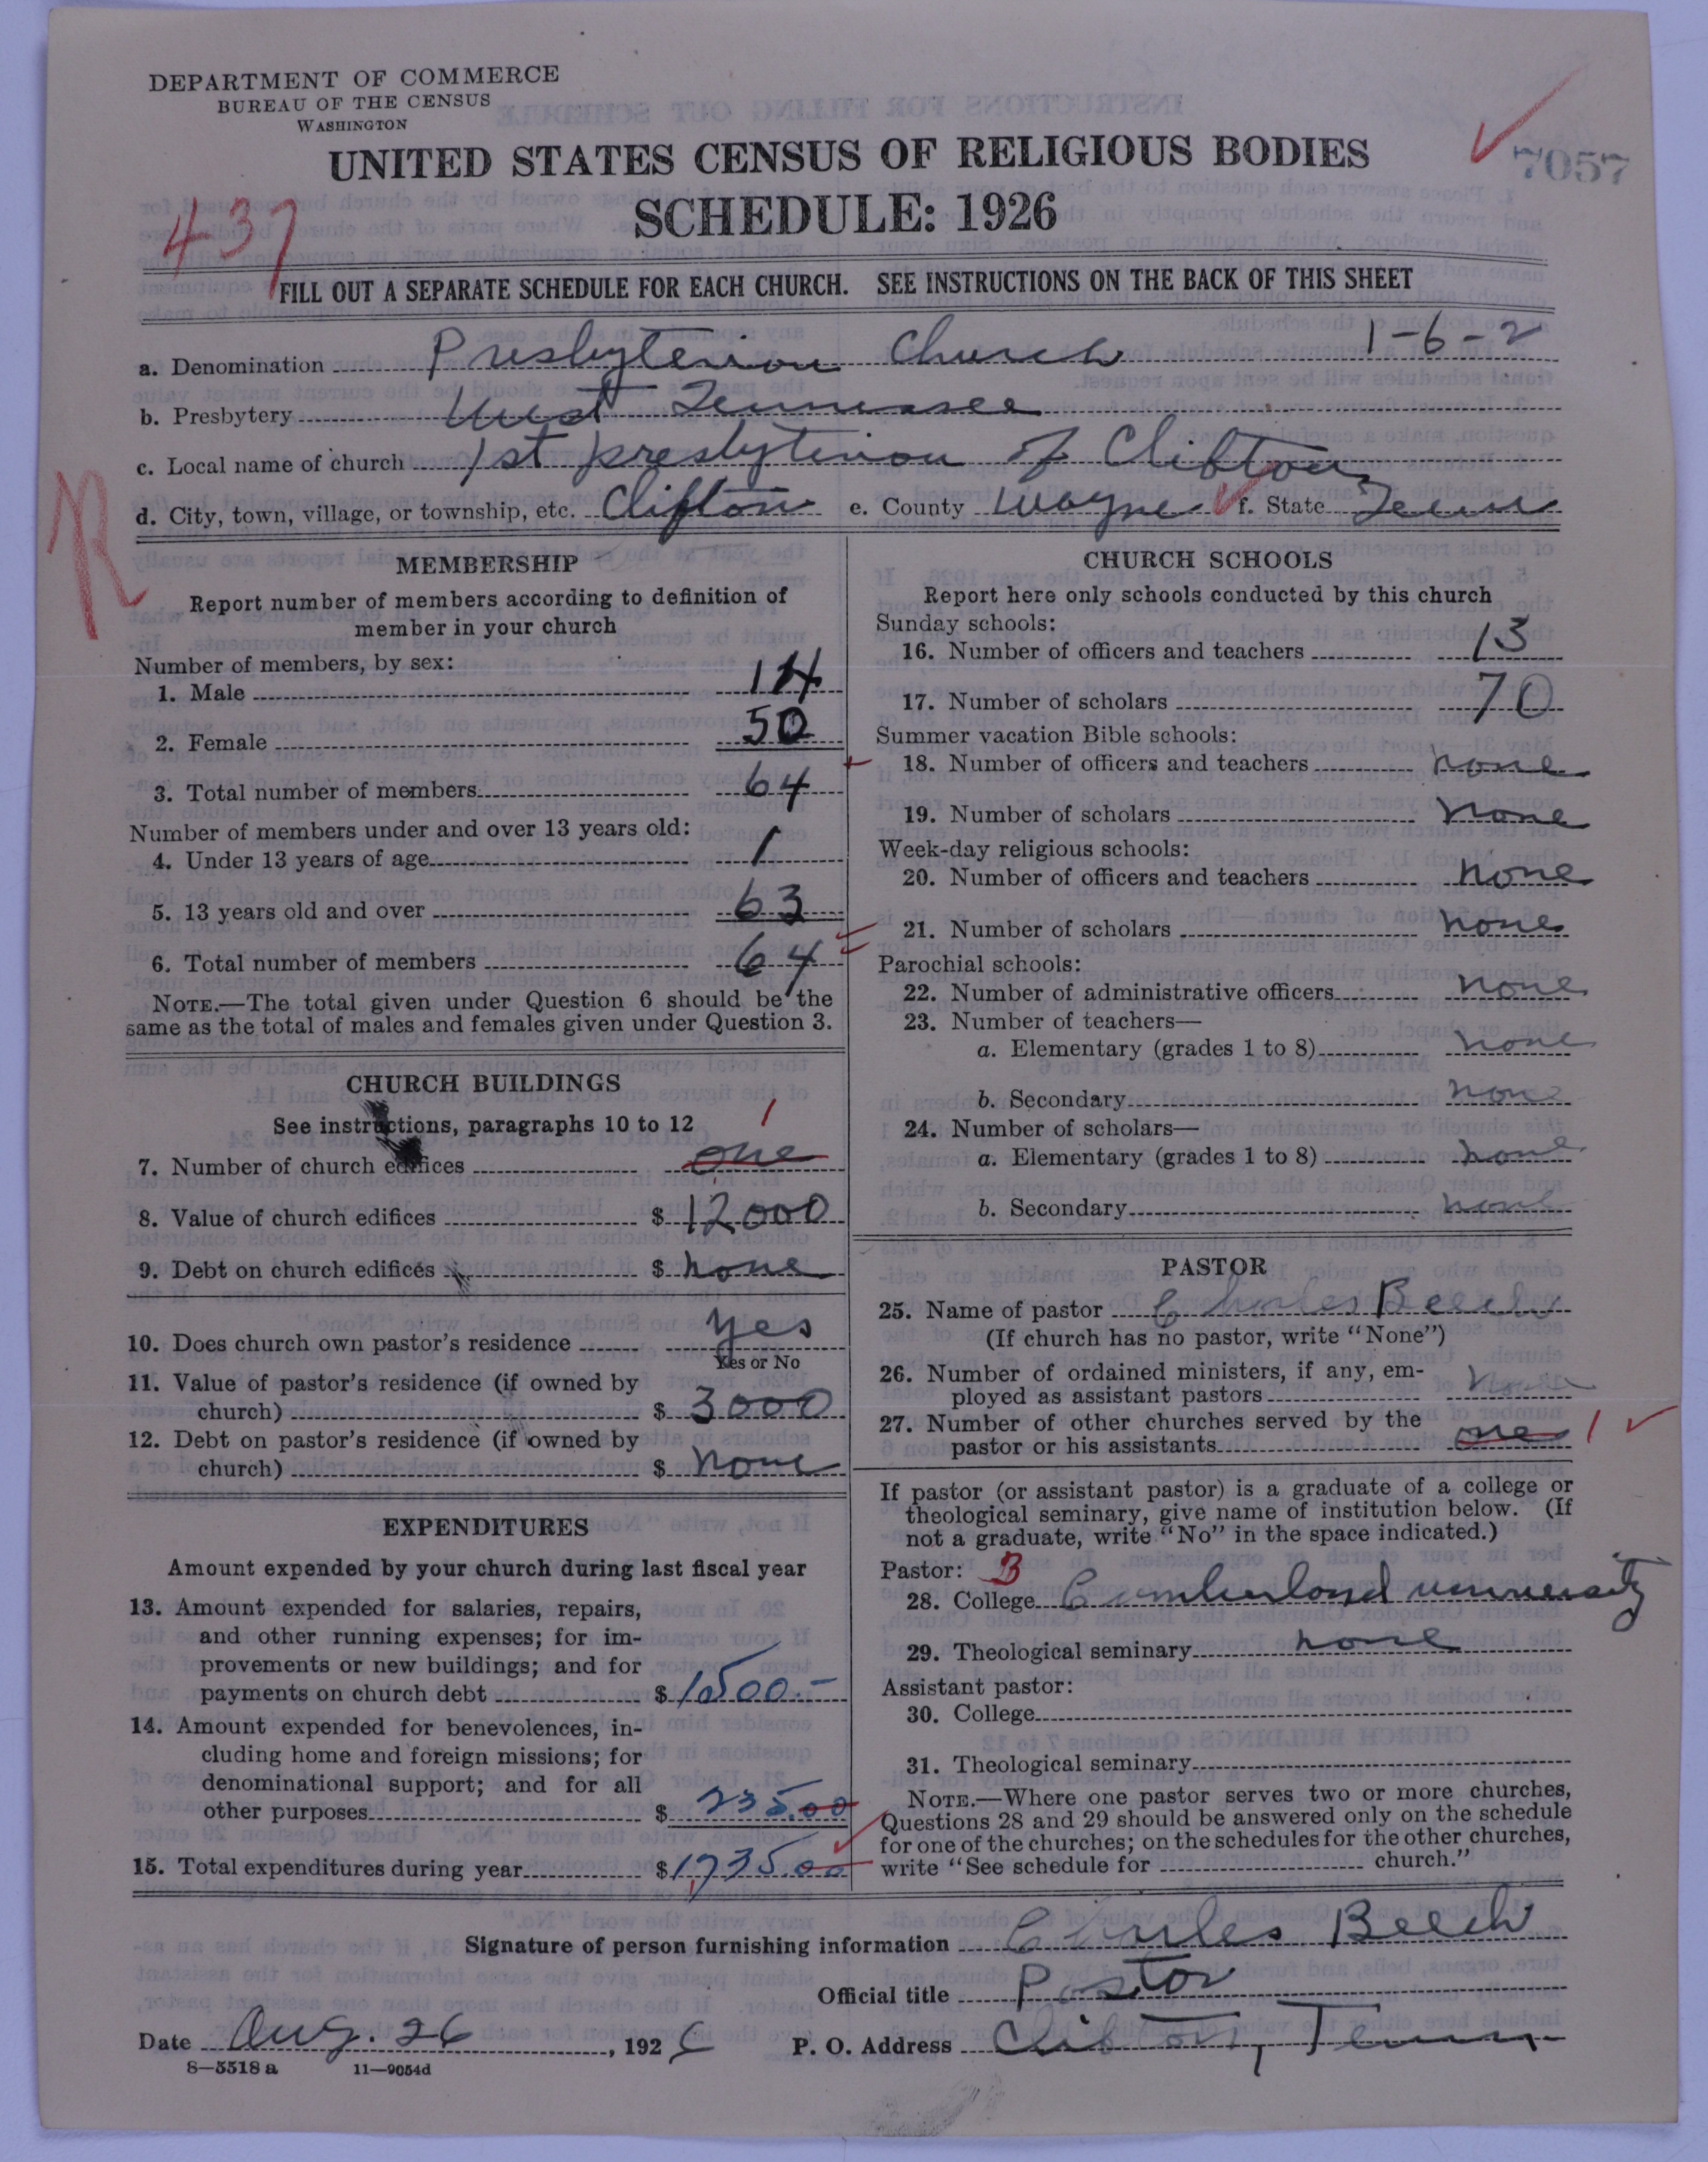 DEPARTMENT OF COMMERCE
BUREAU OF THE CENSUS
WASHINGTON
UNITED STATES CENSUS OF RELIGIOUS BODIES
7057
SCHEDULE: 1926
437
FILL OUT A SEPARATE SCHEDULE FOR EACH CHURCH. SEE INSTRUCTIONS ON THE BACK OF THIS SHEET
1-6-2
a. Denomination Presbyterian Church
b. Presbytery West Tennessee
c. Local name of church 1st presbyterian of Clifton
d. City, town, village, or township, etc. Clifton e. County Wayne f. State Tenn
R
MEMBERSHIP
Report number of members according to definition of
member in your church
Number of members, by sex:
1. Male 14
2. Female 50
3. Total number of members 64
Number of members under and over 13 years old:
4. Under 13 years of age 1
5. 13 years old and over 63
6. Total number of members 64
NOTE.—The total given under Question 6 should be the
same as the total of males and females given under Question 3.
CHURCH BUILDINGS
See instructions, paragraphs 10 to 12
1
7. Number of church edifices one
8. Value of church edifices $ 12000
9. Debt on church edifices $ none
10. Does church own pastor's residence yes
Yes or No
11. Value of pastor's residence (if owned by
church) $ 3000
12. Debt on pastor's residence (if owned by
church) $ none
EXPENDITURES
Amount expended by your church during last fiscal year
13. Amount expended for salaries, repairs,
and other running expenses; for im-
provements or new buildings; and for
payments on church debt $ 1500.-
14. Amount expended for benevolences, in-
cluding home and foreign missions; for
denominational support; and for all
other purposes $ 235.00
15. Total expenditures during year $ 1735.00
CHURCH SCHOOLS
Report here only schools conducted by this church
Sunday schools:
16. Number of officers and teachers 13
17. Number of scholars 70
Summer vacation Bible schools:
18. Number of officers and teachers none
19. Number of scholars none
Week-day religious schools:
20. Number of officers and teachers none
21. Number of scholars none
Parochial schools:
22. Number of administrative officers none
23. Number of teachers—
a. Elementary (grades 1 to 8) none
b. Secondary none
24. Number of scholars—
a. Elementary (grades 1 to 8) none
b. Secondary none
PASTOR
25. Name of pastor Charles Beech
(If church has no pastor, write "None")
26. Number of ordained ministers, if any, em-
ployed as assistant pastors none
27. Number of other churches served by the
pastor or his assistants one 1
If pastor (or assistant pastor) is a graduate of a college or
theological seminary, give name of institution below. (If
not a graduate, write "No" in the space indicated.)
Pastor: B
28. College Cumberland university
29. Theological seminary none
Assistant pastor:
30. College
31. Theological seminary
NOTE.—Where one pastor serves two or more churches,
Questions 28 and 29 should be answered only on the schedule
for one of the churches; on the schedules for the other churches,
write "See schedule for church."
Signature of person furnishing information Charles Beech
Official title Pastor
Date Aug. 26, 1926 P. O. Address Clifton, Tenn.
8—5518 a 11—9054d